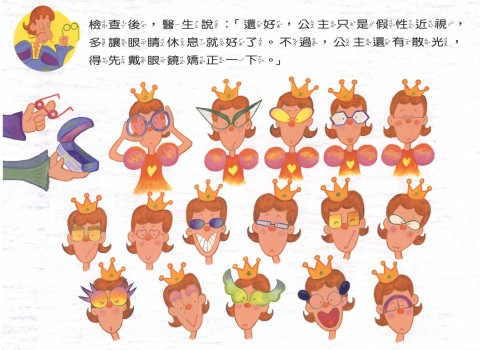 檢查後，醫生說：「還好，公主只是假性近視，
多讓眼睛休息就好了。不過，公主還有散光，
得先戴眼鏡矯正一下。」